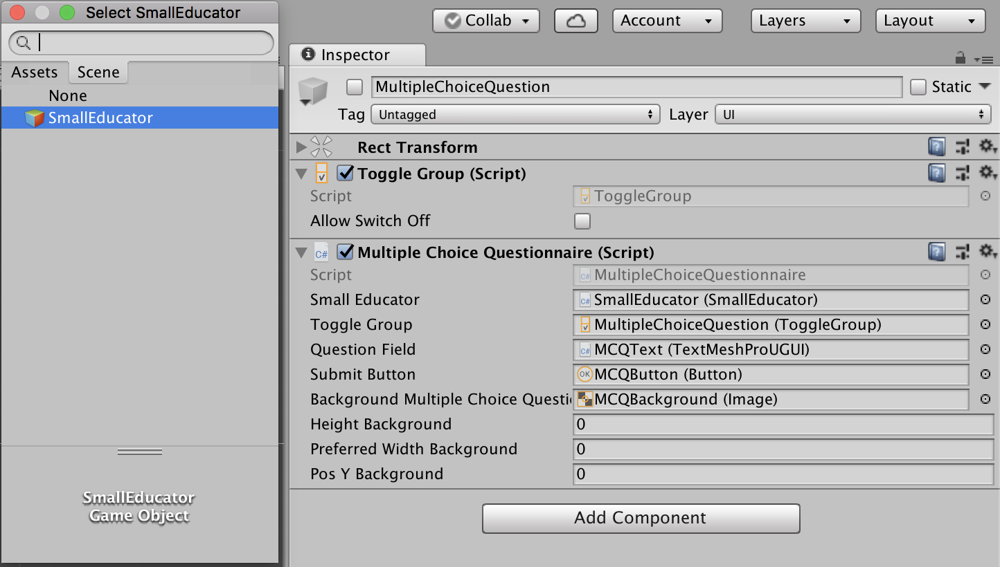 Select SmallEducator
Assets Scene
None
SmallEducator
SmallEducator
Game Object
Collab Account Layers Layout
Inspector
MultipleChoiceQuestion Static
Tag Untagged Layer UI
Rect Transform
Toggle Group (Script)
Script ToggleGroup
Allow Switch Off
Multiple Choice Questionnaire (Script)
C#
Script C# MultipleChoiceQuestionnaire
Small Educator C# SmallEducator (SmallEducator)
Toggle Group MultipleChoiceQuestion (ToggleGroup)
Question Field C# MCQText (TextMeshProUGUI)
Submit Button OK MCQButton (Button)
Background Multiple Choice Questi MCQBackground (Image)
Height Background 0
Preferred Width Background 0
Pos Y Background 0
Add Component